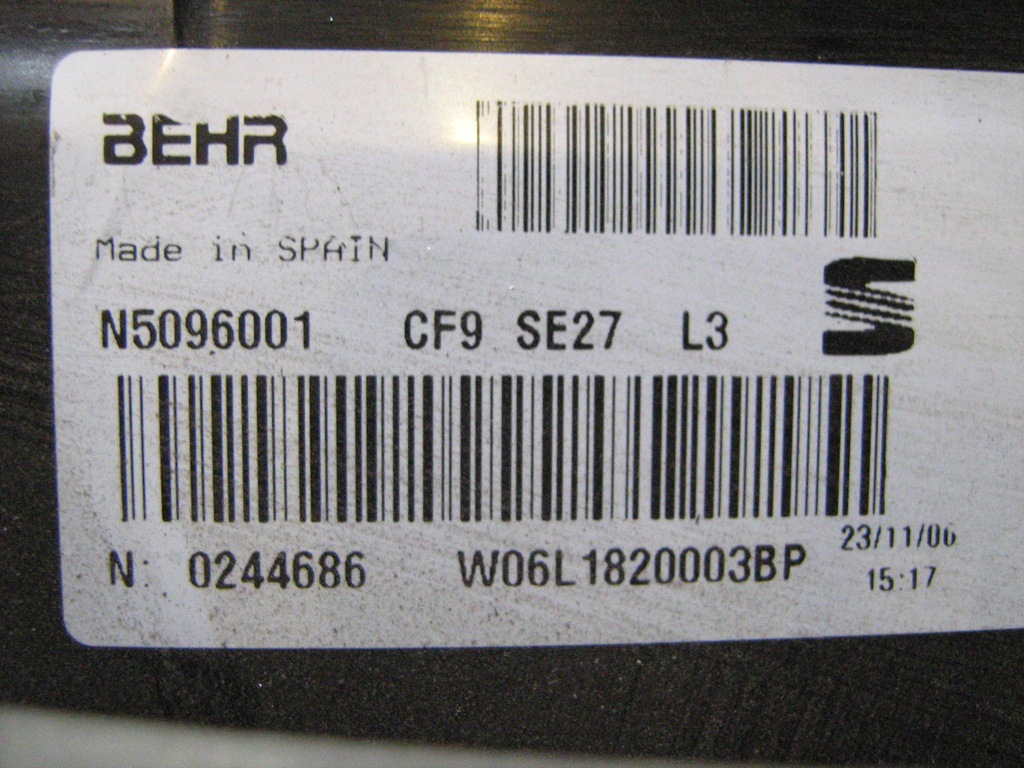 BEHR
Made in SPAIN
N5096001 CF9 SE27 L3
N: 0244686 W06L1820003BP
23/11/06
15:17